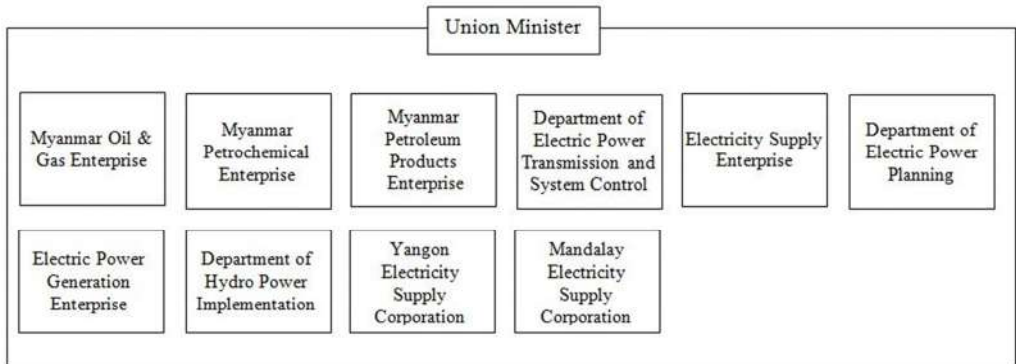 Union Minister
Myanmar Oil &
Gas Enterprise
Myanmar
Petrochemical
Enterprise
Myanmar
Petroleum
Products
Enterprise
Department of
Electric Power
Transmission and
System Control
Electricity Supply
Enterprise
Department of
Electric Power
Planning
Electric Power
Generation
Enterprise
Department of
Hydro Power
Implementation
Yangon
Electricity
Supply
Corporation
Mandalay
Electricity
Supply
Corporation